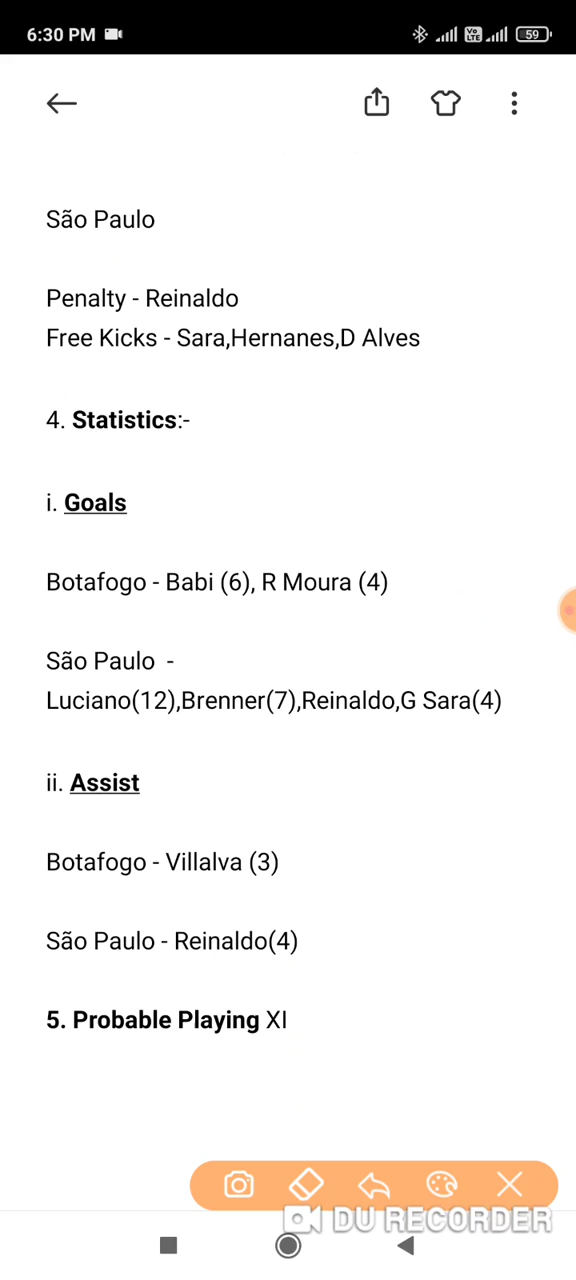 6:30 PM
Vo LTE 59
São Paulo
Penalty - Reinaldo
Free Kicks - Sara,Hernanes,D Alves
4. Statistics:-
i. Goals
Botafogo - Babi (6), R Moura (4)
São Paulo -
Luciano(12),Brenner(7),Reinaldo,G Sara(4)
ii. Assist
Botafogo - Villalva (3)
São Paulo - Reinaldo(4)
5. Probable Playing XI
DU RECORDER